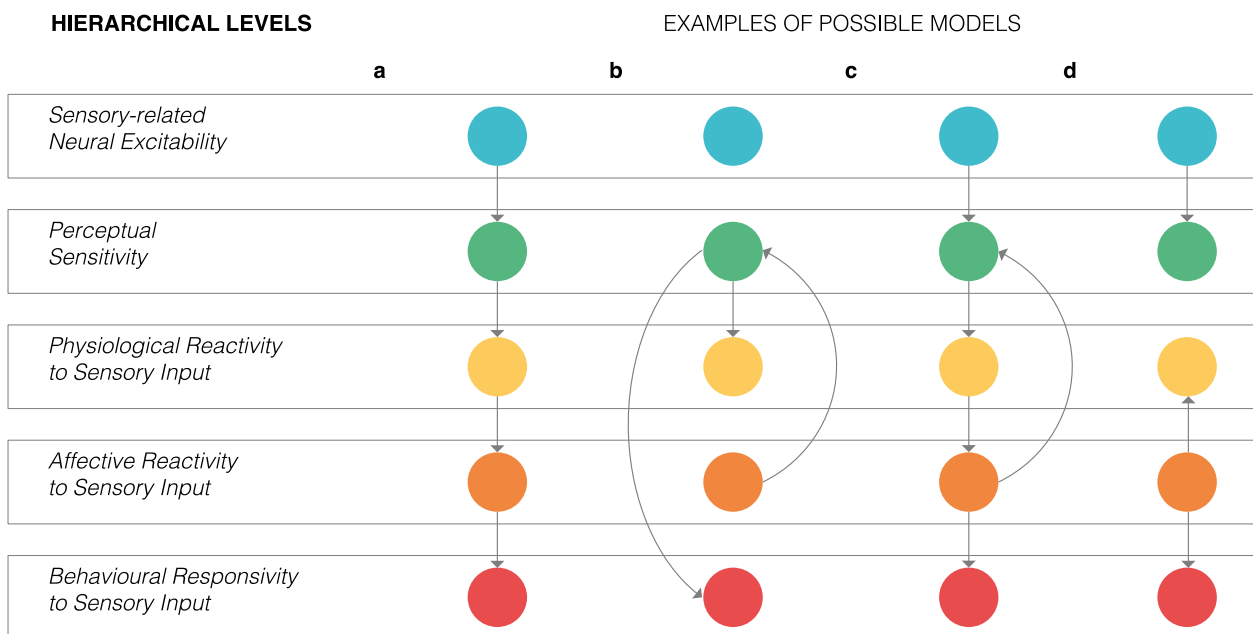 HIERARCHICAL LEVELS
EXAMPLES OF POSSIBLE MODELS
a b c d
Sensory-related
Neural Excitability
Perceptual
Sensitivity
Physiological Reactivity
to Sensory Input
Affective Reactivity
to Sensory Input
Behavioural Responsivity
to Sensory Input